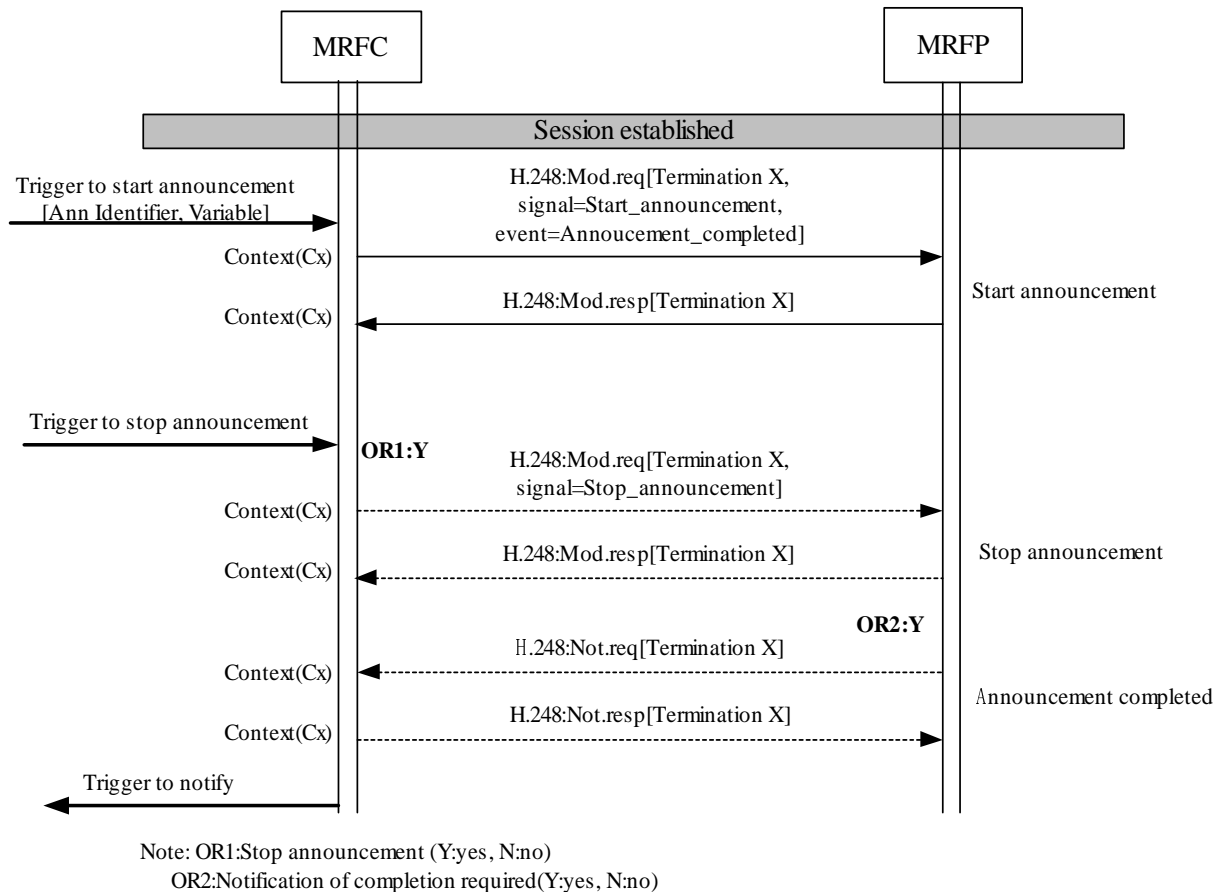 MRFC
MRFP
Session established
Trigger to start announcement
[Ann Identifier, Variable]
H.248:Mod.req[Termination X,
signal=Start_announcement,
event=Annoucement_completed]
Context(Cx)
Start announcement
H.248:Mod.resp[Termination X]
Context(Cx)
Trigger to stop announcement
OR1:Y
H.248:Mod.req[Termination X,
signal=Stop_announcement]
Context(Cx)
Stop announcement
H.248:Mod.resp[Termination X]
Context(Cx)
OR2:Y
H.248:Not.req[Termination X]
Context(Cx)
Announcement completed
H.248:Not.resp[Termination X]
Context(Cx)
Trigger to notify
Note: OR1:Stop announcement (Y:yes, N:no)
OR2:Notification of completion required(Y:yes, N:no)